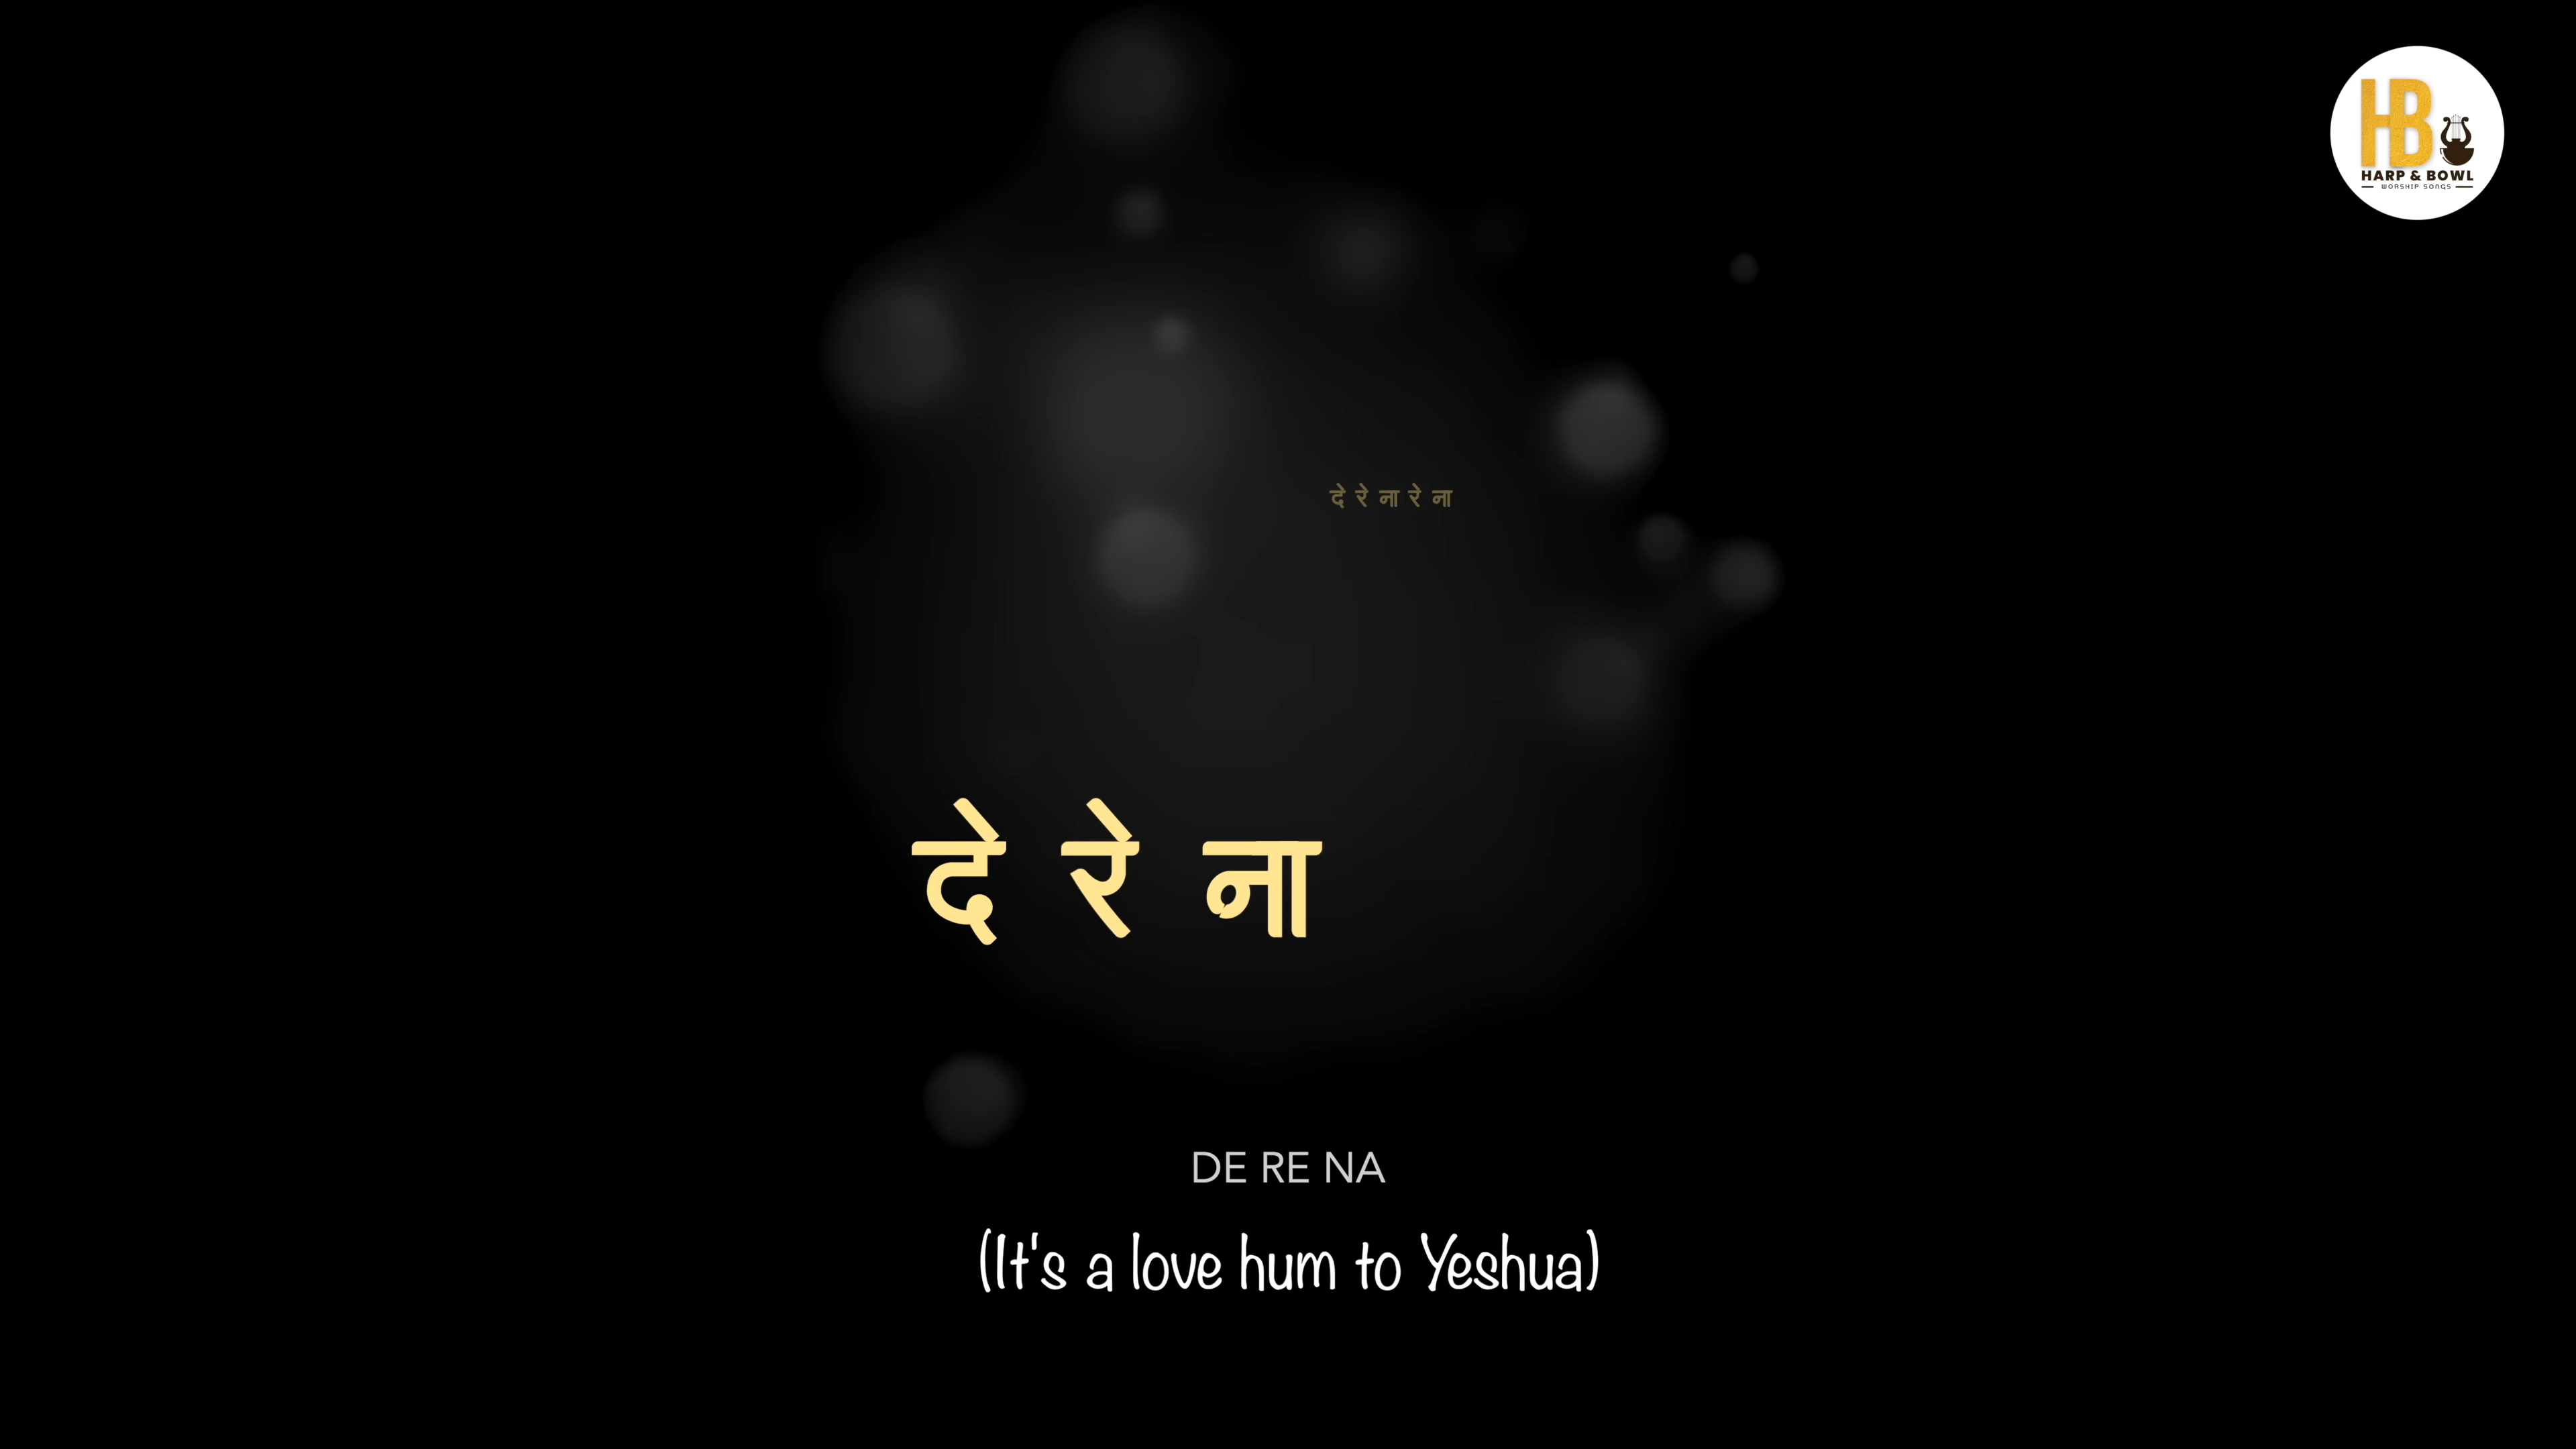 HB
HARP & BOWL
WORSHIP SONGS
दे रे ना रे ना
दे रे ना
DE RE NA
(It's a love hum to Yeshua)